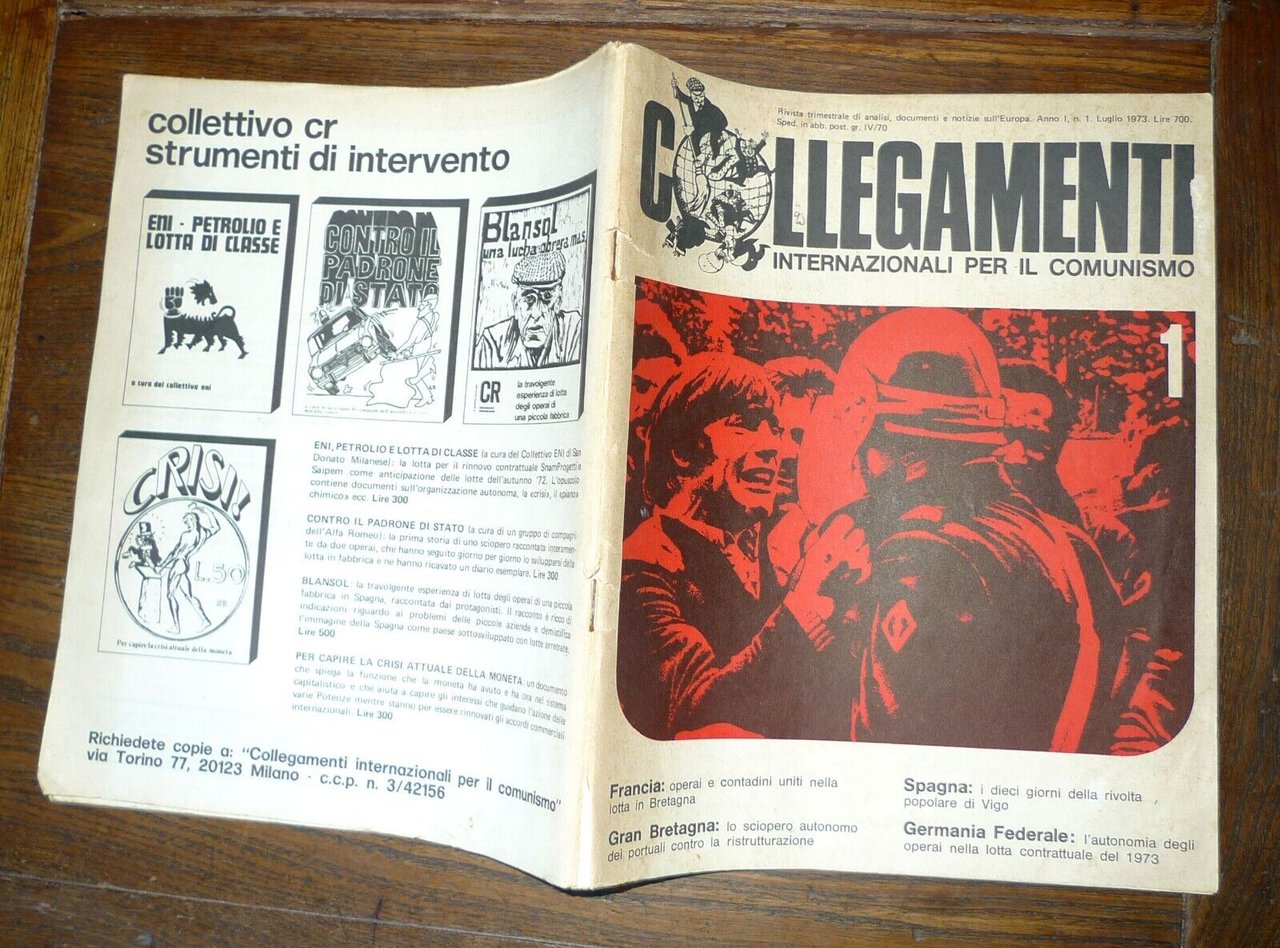 collettivo cr
strumenti di intervento
ENI - PETROLIO E
LOTTA DI CLASSE
a cura del collettivo eni
CONTRO IL
PADRONE
DI STATO
Blansol
una lucha obrera mas
CR
la travolgente
esperienza di lotta
degli operai di
una piccola fabbrica
CRISI!
L.50
Per capire la crisi attuale della moneta
ENI, PETROLIO E LOTTA DI CLASSE (a cura del Collettivo ENI di San
Donato Milanese): la lotta per il rinnovo contrattuale SnamProgetti e
Saipem come anticipazione delle lotte dell'autunno '72. L'opuscolo
contiene documenti sull'organizzazione autonoma, la «crisi», il «piano
chimico» ecc. Lire 300
CONTRO IL PADRONE DI STATO (a cura di un gruppo di compagni
dell'Alfa Romeo): la prima storia di uno sciopero raccontata interamen-
te da due operai, che hanno seguito giorno per giorno lo svilupparsi della
lotta in fabbrica e ne hanno ricavato un diario esemplare. Lire 300
BLANSOL: la travolgente esperienza di lotta degli operai di una piccola
fabbrica in Spagna, raccontata dai protagonisti. Il racconto è ricco di
indicazioni riguardo ai problemi delle piccole aziende e demistifica
l'immagine della Spagna come paese sottosviluppato con lotte arretrate.
Lire 500
PER CAPIRE LA CRISI ATTUALE DELLA MONETA: un documento
che spiega la funzione che la moneta ha avuto e ha ora nel tistema
capitalistico e che aiuta a capire gli interessi che guidano l'azione delle
varie Potenze mentre stanno per essere rinnovati gli accordi commerciali
internazionali. Lire 300
Richiedete copie a: "Collegamenti internazionali per il comunismo"
via Torino 77, 20123 Milano - c.c.p. n. 3/42156
Rivista trimestrale di analisi, documenti e notizie sull'Europa. Anno I, n. 1. Luglio 1973. Lire 700.
Sped. in abb. post. gr. IV/70
COLLEGAMENTI
INTERNAZIONALI PER IL COMUNISMO
1
Francia: operai e contadini uniti nella
lotta in Bretagna
Gran Bretagna: lo sciopero autonomo
dei portuali contro la ristrutturazione
Spagna: i dieci giorni della rivolta
popolare di Vigo
Germania Federale: l'autonomia degli
operai nella lotta contrattuale del 1973